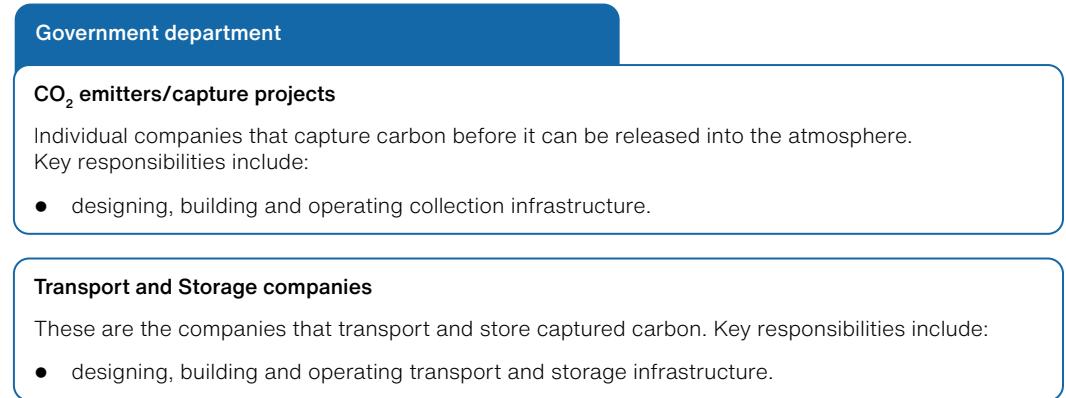 Government department
CO₂ emitters/capture projects
Individual companies that capture carbon before it can be released into the atmosphere.
Key responsibilities include:
● designing, building and operating collection infrastructure.
Transport and Storage companies
These are the companies that transport and store captured carbon. Key responsibilities include:
● designing, building and operating transport and storage infrastructure.